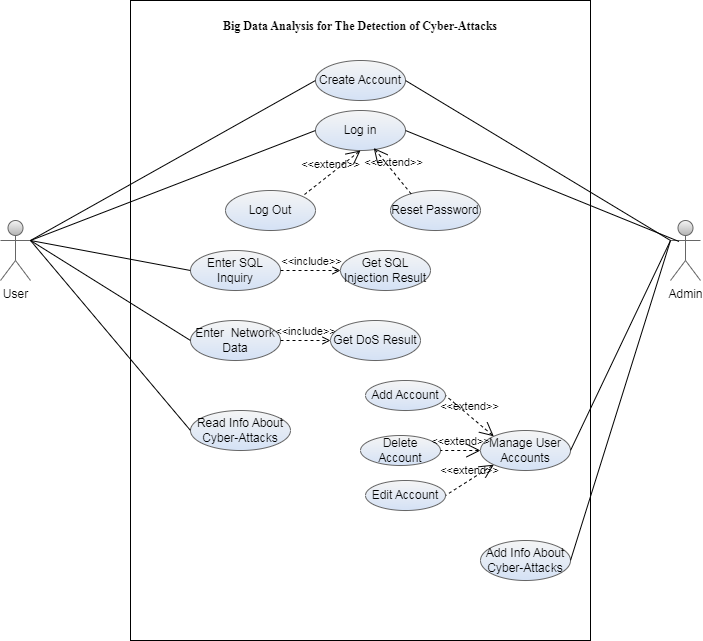 Big Data Analysis for The Detection of Cyber-Attacks
Create Account
Log in
<<extend>>
<<extend>>
Log Out
Reset Password
User
Admin
Enter SQL
Inquiry
<<include>>
Get SQL
Injection Result
Enter Network
Data
<<include>>
Get DoS Result
Read Info About
Cyber-Attacks
Add Account
<<extend>>
Delete
Account
<<extend>>
Manage User
Accounts
<<extend>>
Edit Account
Add Info About
Cyber-Attacks